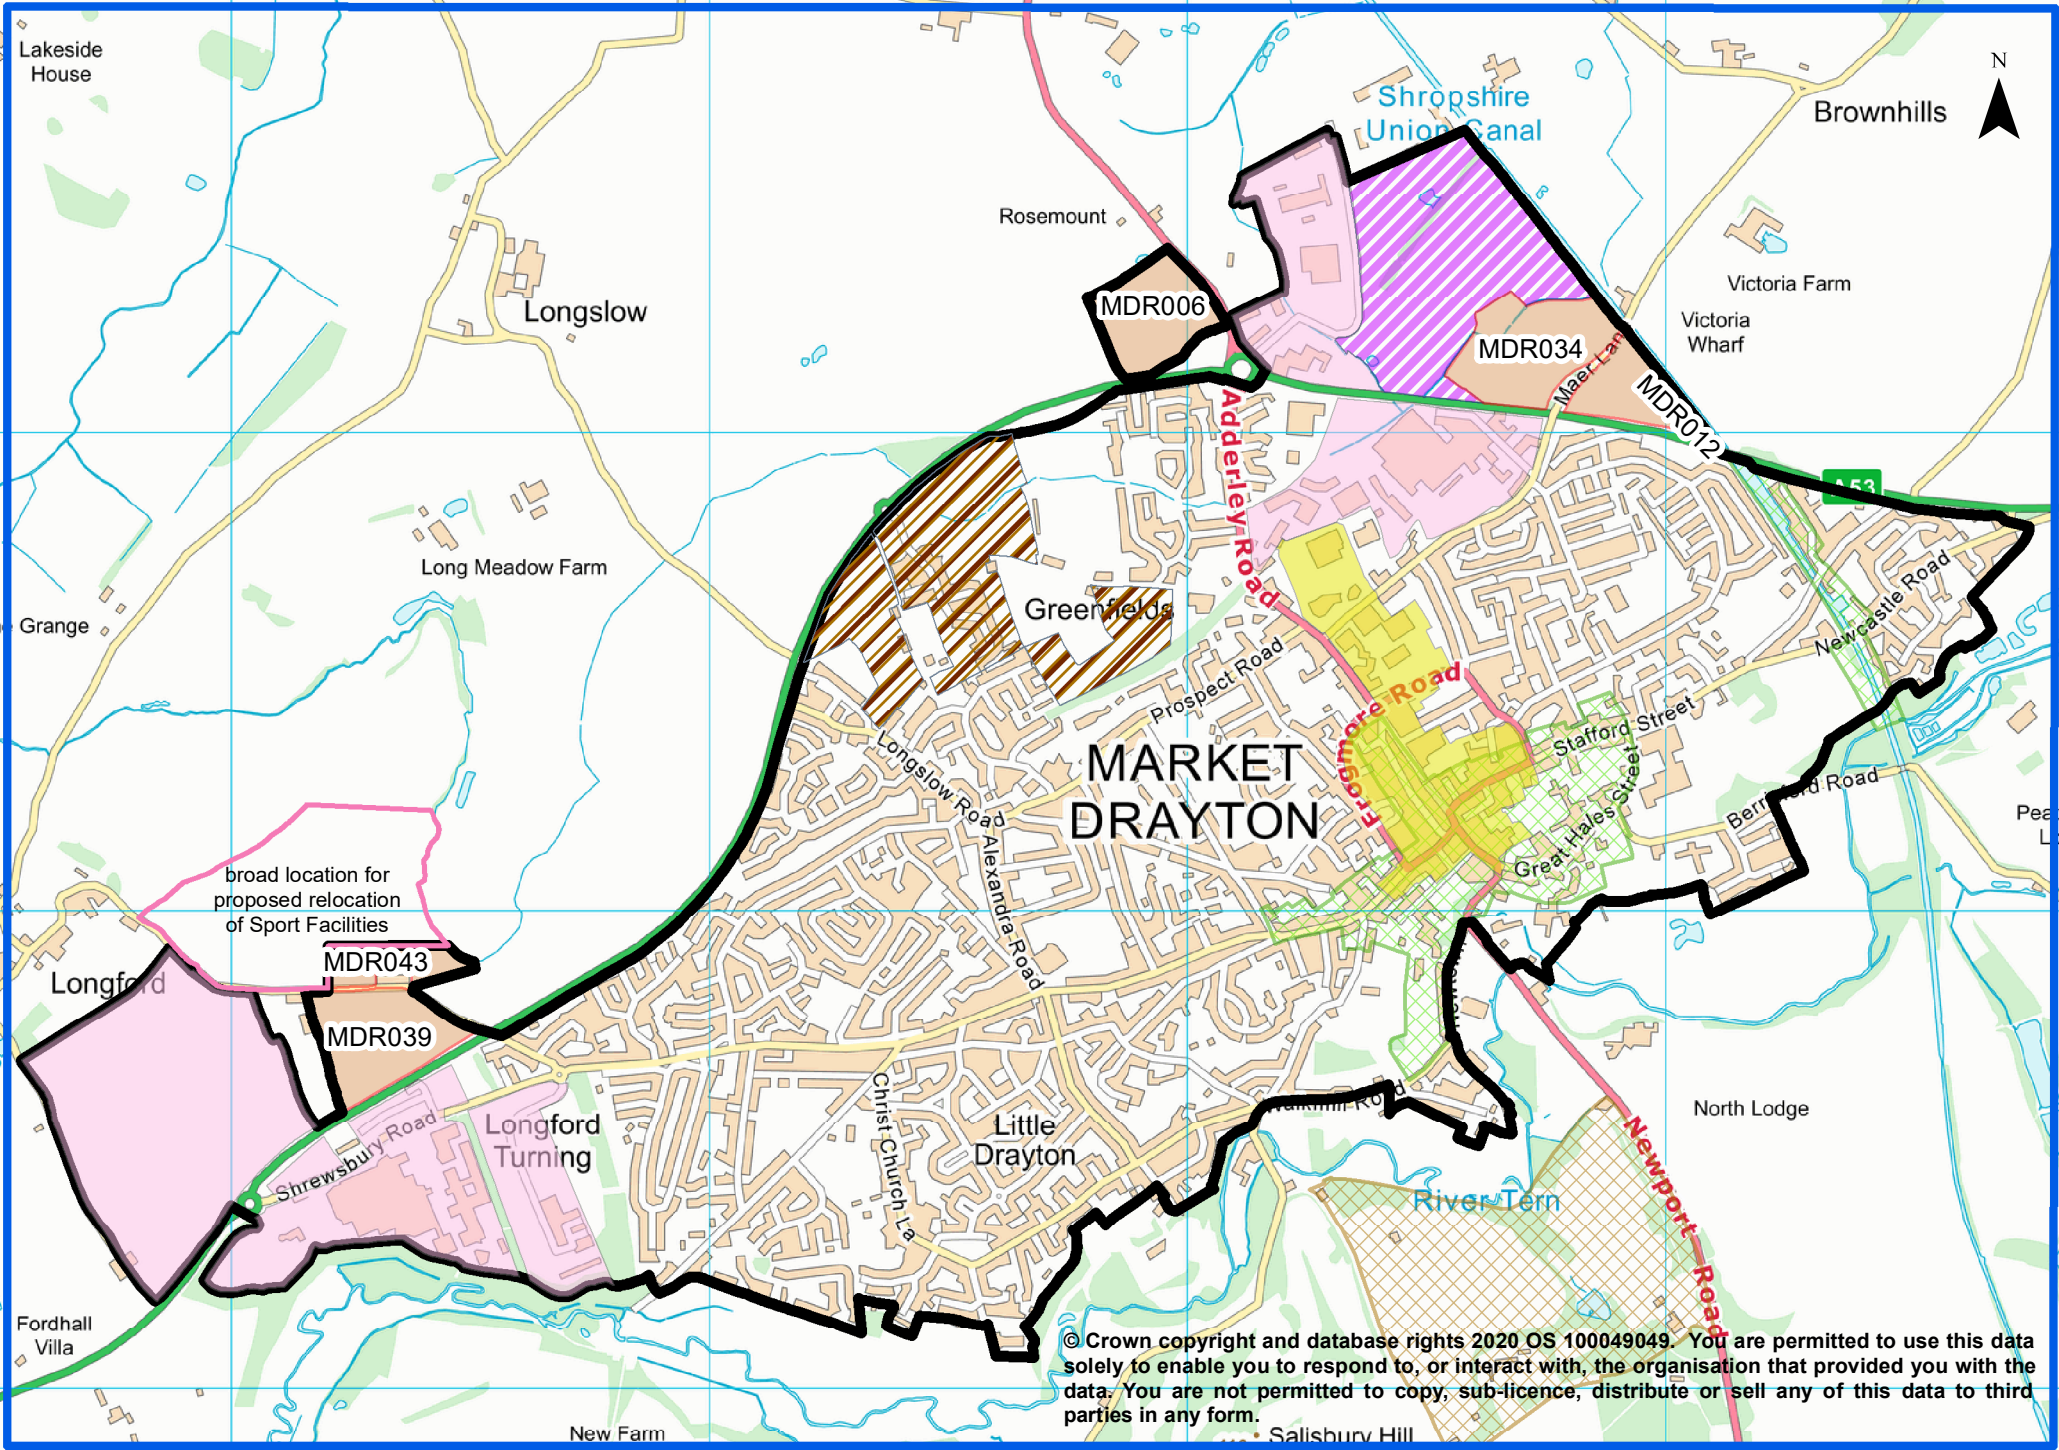 Lakeside
House
N
Shropshire
Union Canal
Brownhills
Rosemount
Victoria Farm
MDR006
Longslow
Victoria
Wharf
MDR034
Maer Lan
MDR012
Adderley Road
A53
Long Meadow Farm
Greenfields
Newcastle Road
Grange
Prospect Road
Frogmore Road
Stafford Street
Longslow Road
MARKET
DRAYTON
Berrisford Road
Great Hales Street
Alexandra Road
broad location for
proposed relocation
of Sport Facilities
MDR043
Longford
MDR039
Christ Church La
Shrewsbury Road
Longford
Turning
Little
Drayton
Walkmill Road
North Lodge
Newport Road
River Tern
Fordhall
Villa
© Crown copyright and database rights 2020 OS 100049049. You are permitted to use this data
solely to enable you to respond to, or interact with, the organisation that provided you with the
data. You are not permitted to copy, sub-licence, distribute or sell any of this data to third
parties in any form.
New Farm
Salisbury Hill